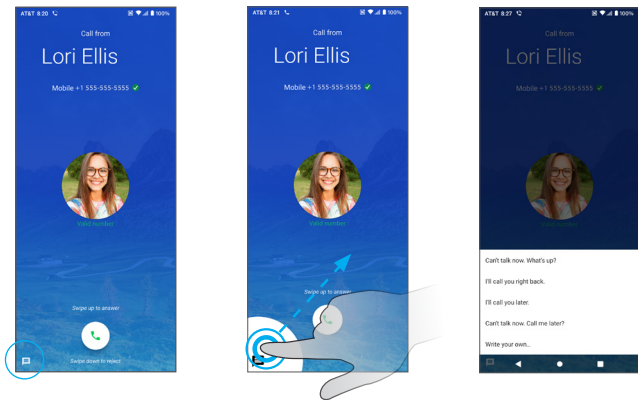 AT&T 8:20 100%
Call from
Lori Ellis
Mobile +1 555-555-5555
Valid number
Swipe up to answer
Swipe down to reject
AT&T 8:21 100%
Call from
Lori Ellis
Mobile +1 555-555-5555
Valid number
Swipe up to answer
AT&T 8:27 100%
Call from
Lori Ellis
Mobile +1 555-555-5555
Valid number
Can't talk now. What's up?
I'll call you right back.
I'll call you later.
Can't talk now. Call me later?
Write your own...